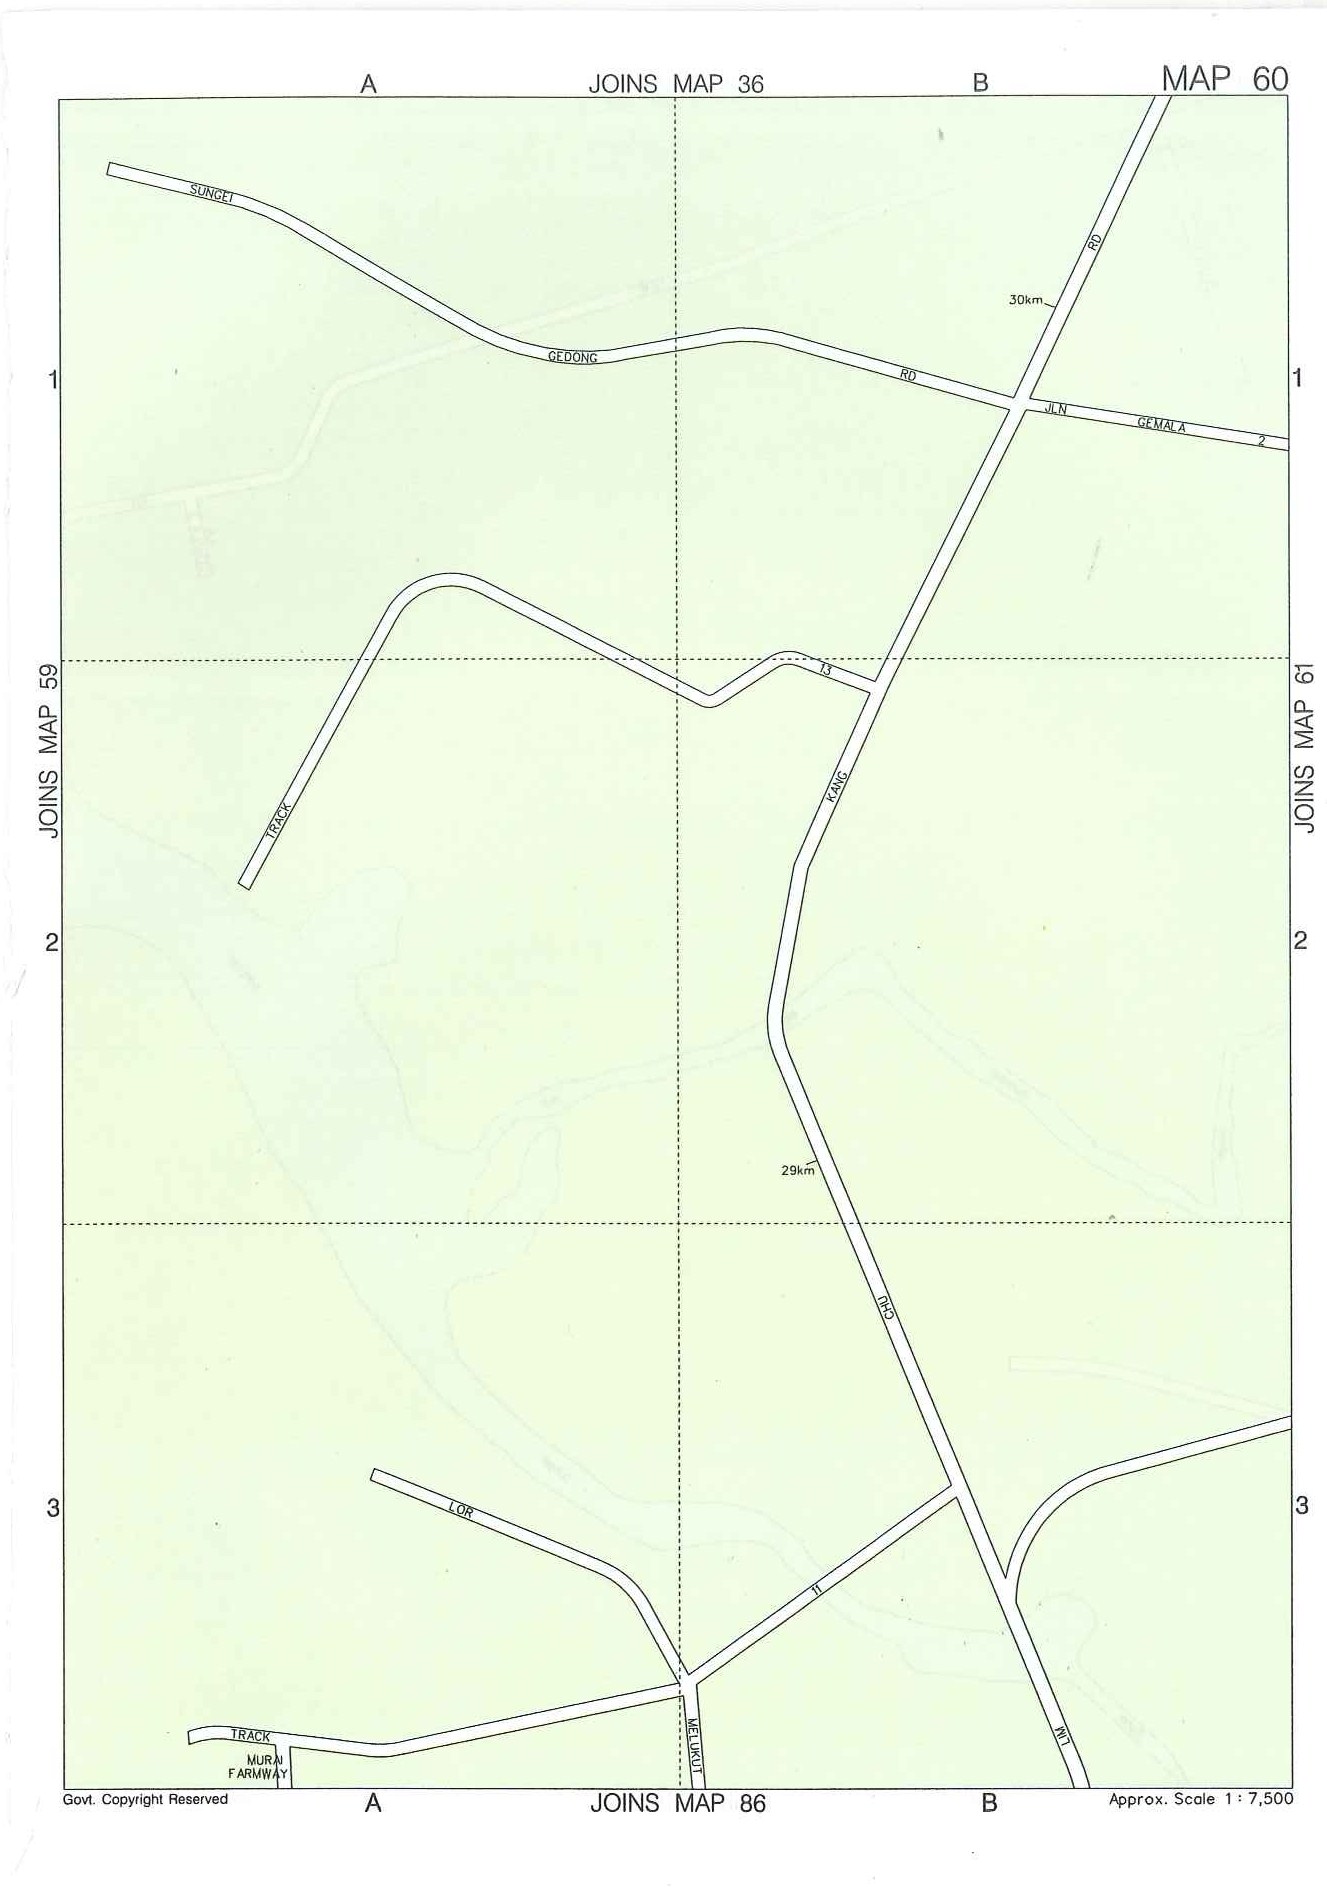 A JOINS MAP 36 B MAP 60
SUNGEI
RD
30km
GEDONG
1
RD
JLN
GEMALA
2
1
JOINS MAP 59
13
JOINS MAP 61
KANG
TRACK
2
2
29km
CHU
3
LOR
3
11
TRACK
MELUKUT
LIM
MURAI
FARMWAY
Govt. Copyright Reserved
A JOINS MAP 86 B
Approx. Scale 1 : 7,500